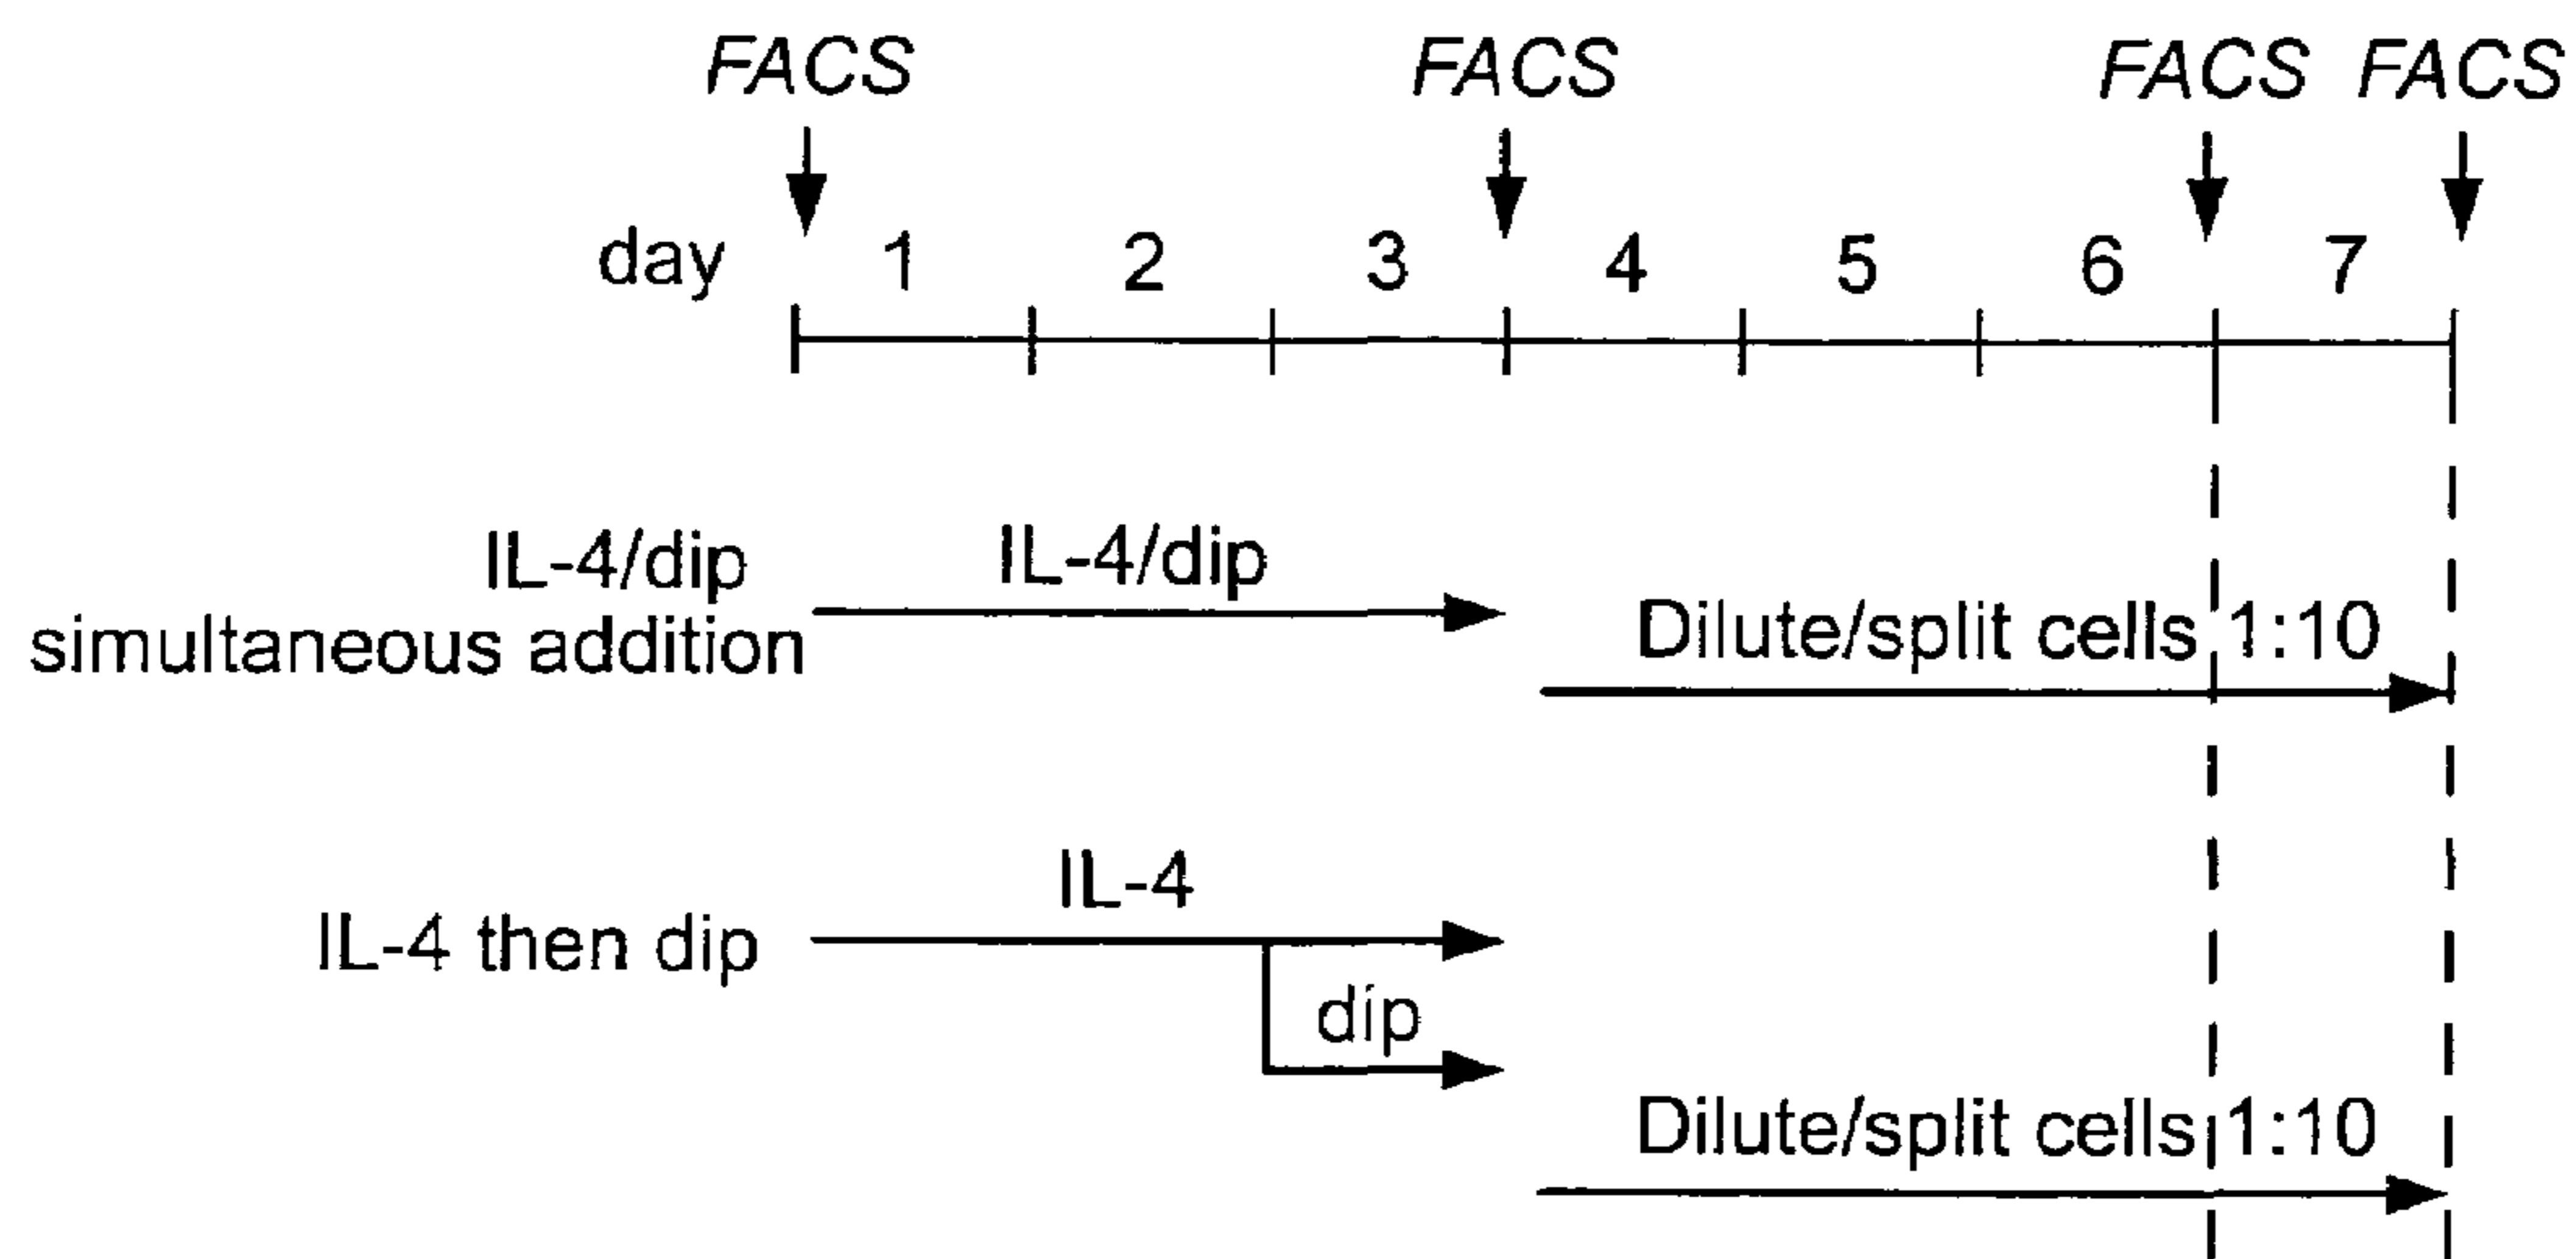 FACS FACS FACS FACS
day 1 2 3 4 5 6 7
IL-4/dip IL-4/dip
simultaneous addition Dilute/split cells 1:10
IL-4
IL-4 then dip
dip
Dilute/split cells 1:10